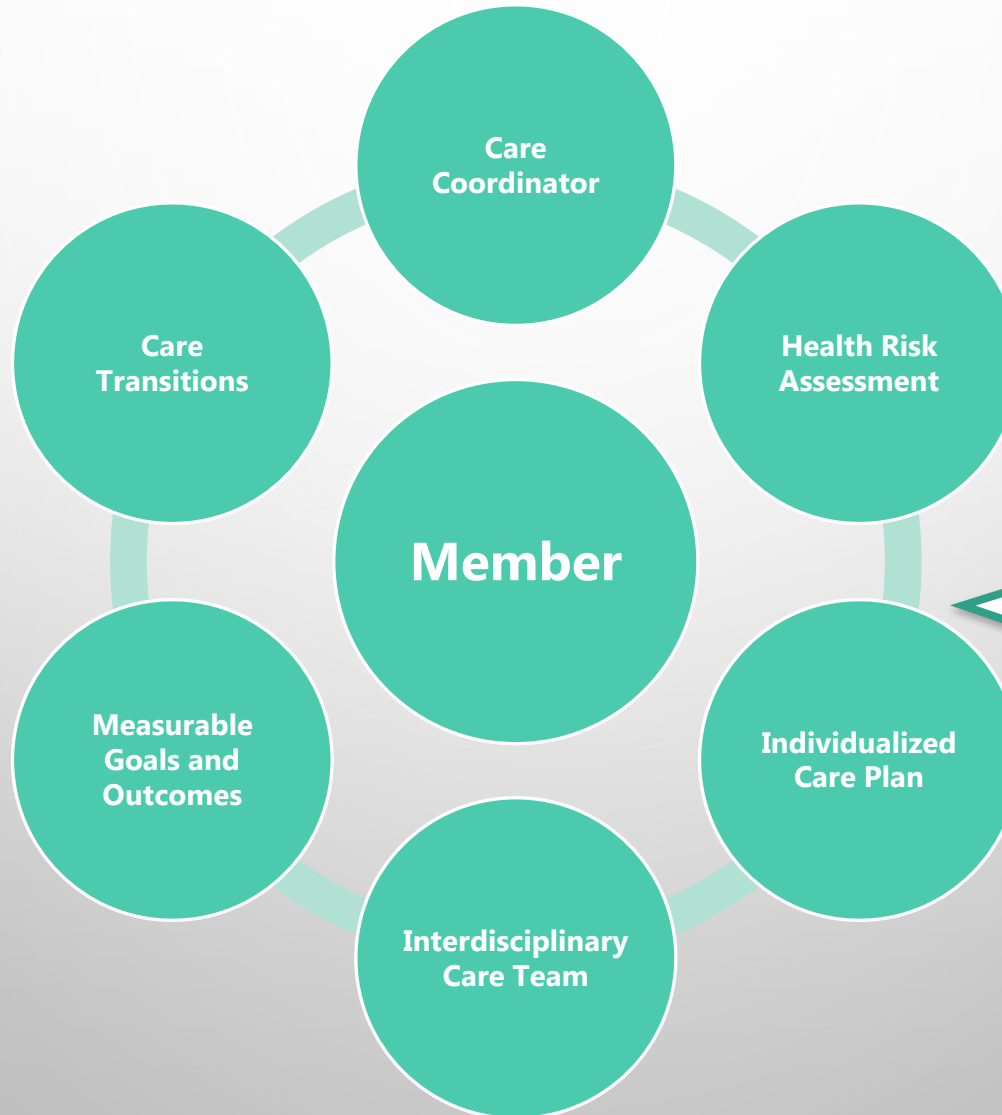 Care
Coordinator
Health Risk
Assessment
Individualized
Care Plan
Interdisciplinary
Care Team
Measurable
Goals and
Outcomes
Care
Transitions
Member